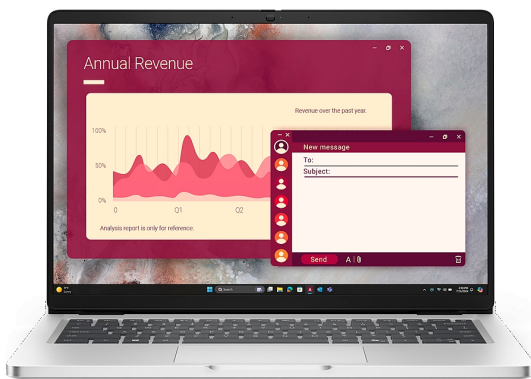 Annual Revenue
Revenue over the past year.
100%
50%
0%
0
Q1
Q2
Analysis report is only for reference.
New message
To:
Subject:
Send
A
Search